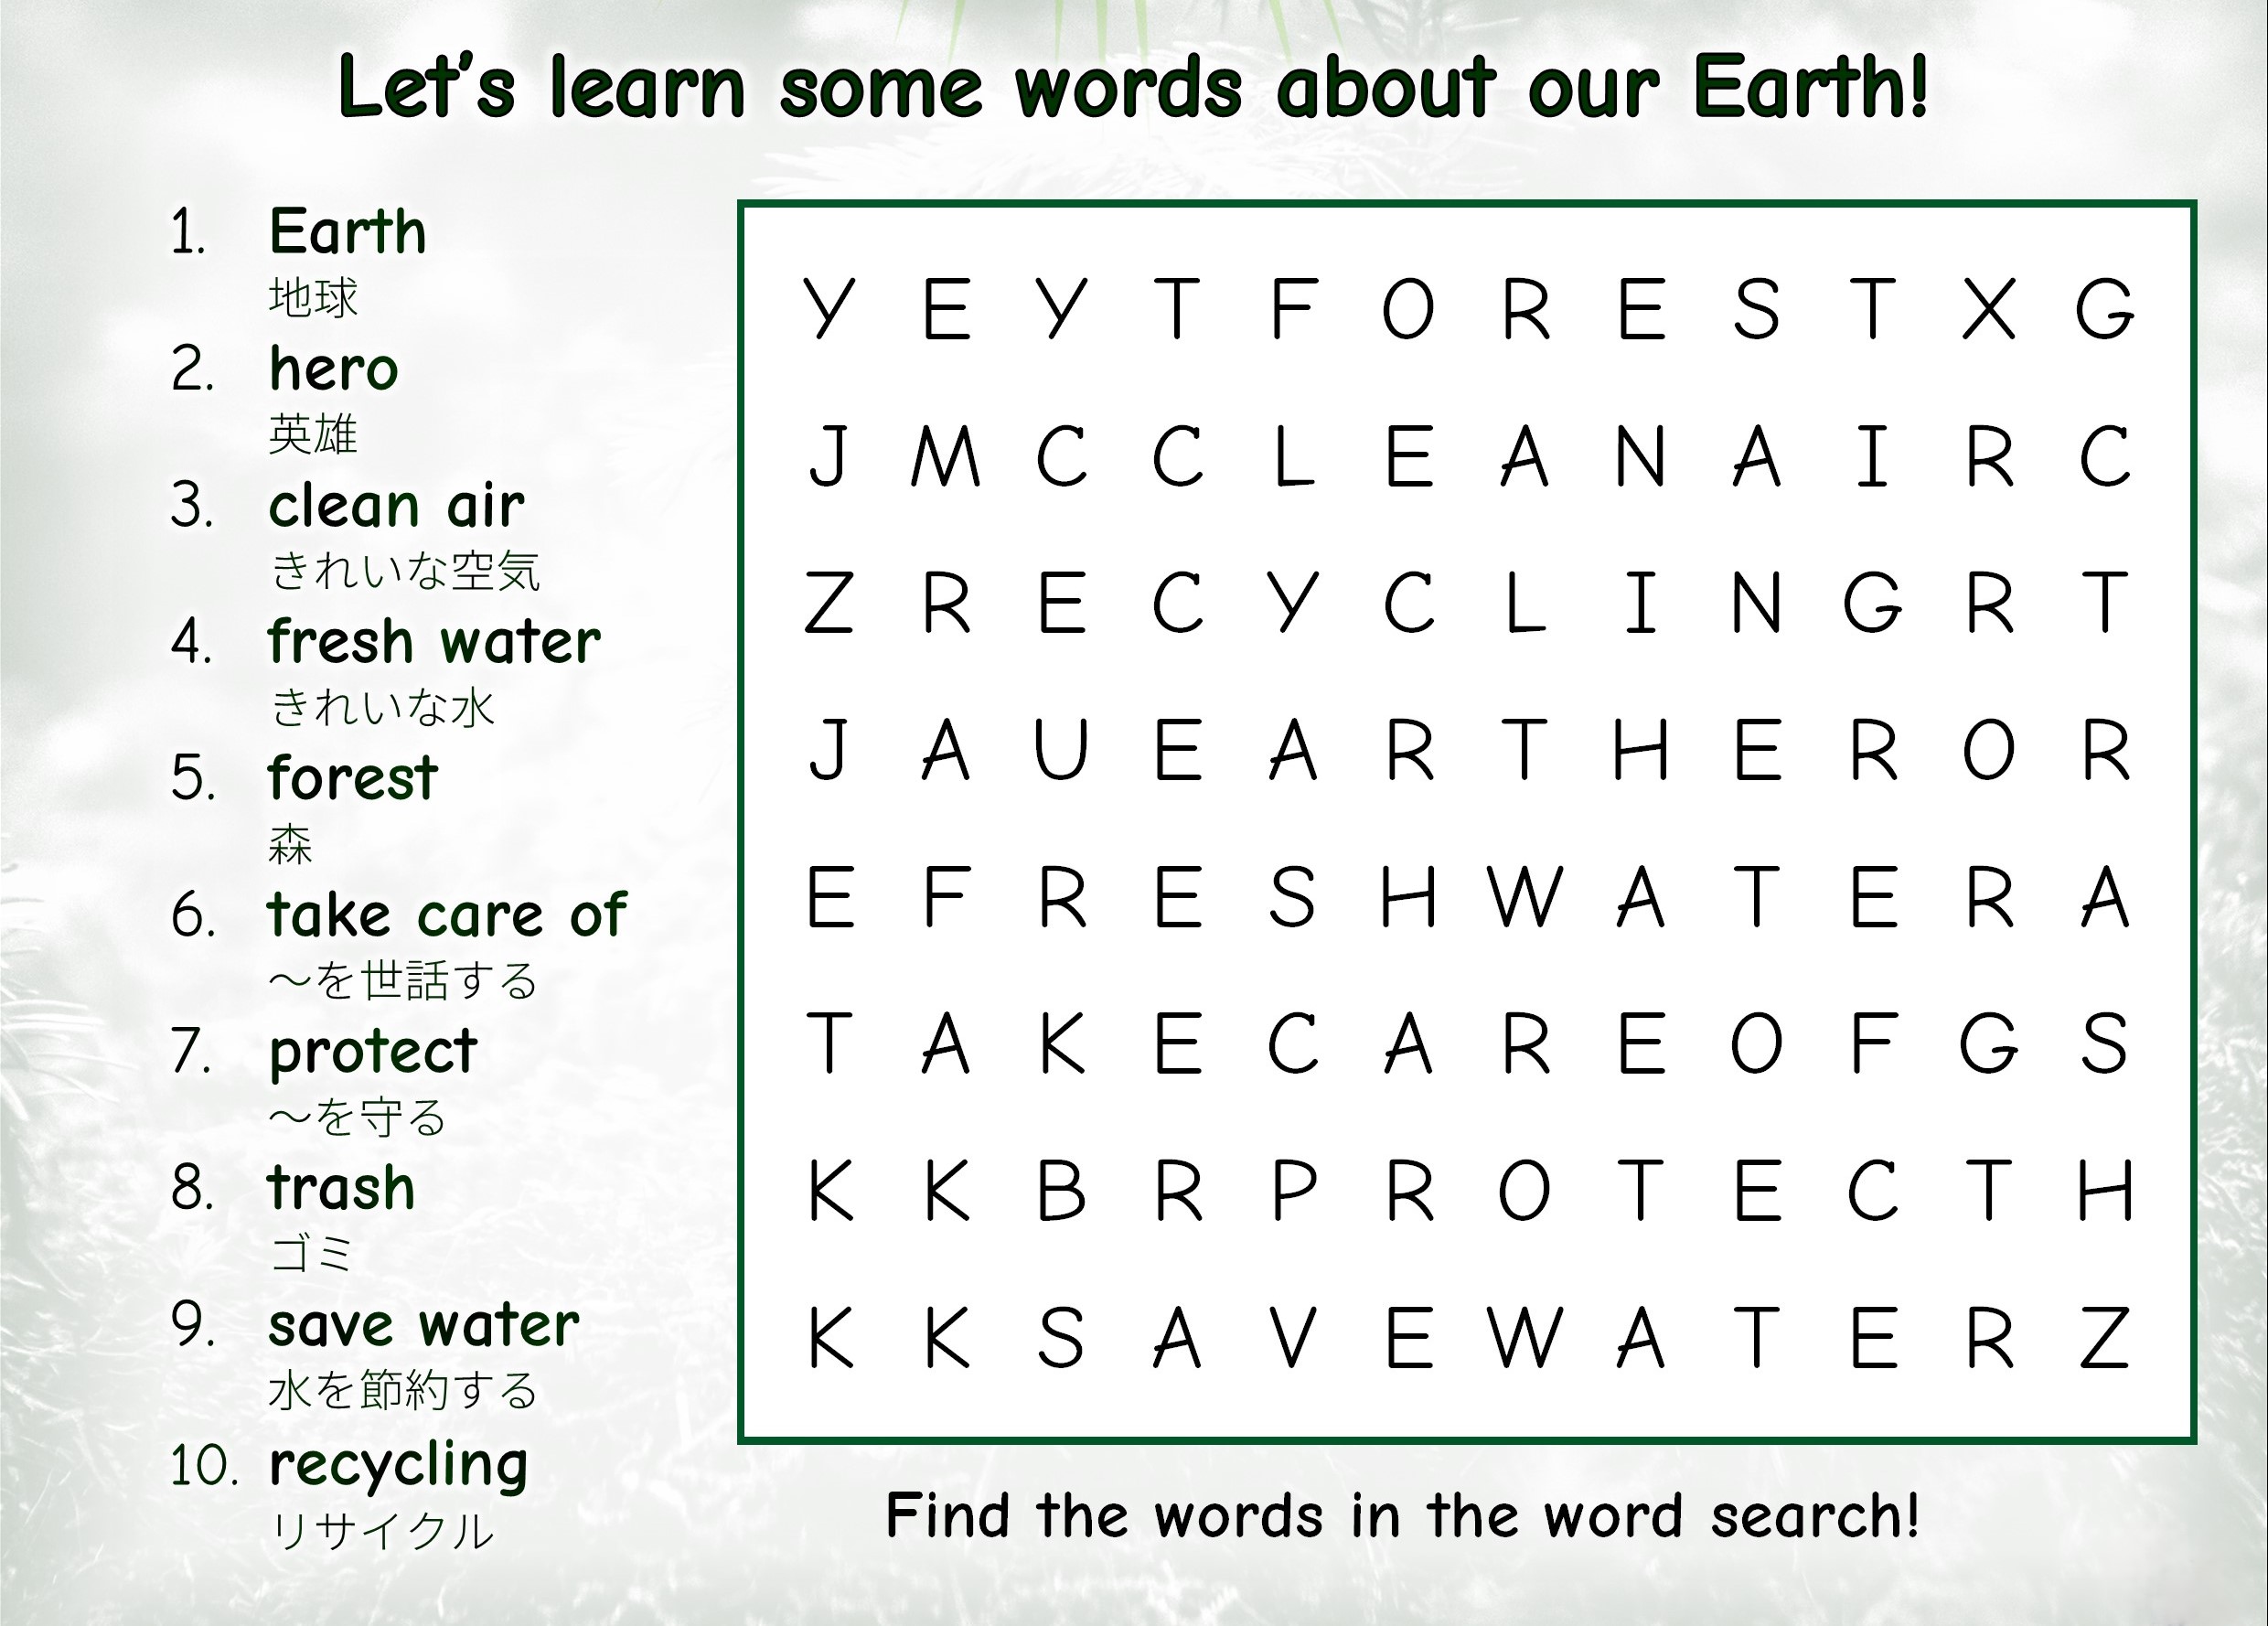 Let's learn some words about our Earth!
1. Earth
地球
2. hero
英雄
3. clean air
きれいな空気
4. fresh water
きれいな水
5. forest
森
6. take care of
～を世話する
7. protect
～を守る
8. trash
ゴミ
9. save water
水を節約する
10. recycling
リサイクル
Y E Y T F O R E S T X G
J M C C L E A N A I R C
Z R E C Y C L I N G R T
J A U E A R T H E R O R
E F R E S H W A T E R A
T A K E C A R E O F G S
K K B R P R O T E C T H
K K S A V E W A T E R Z
Find the words in the word search!